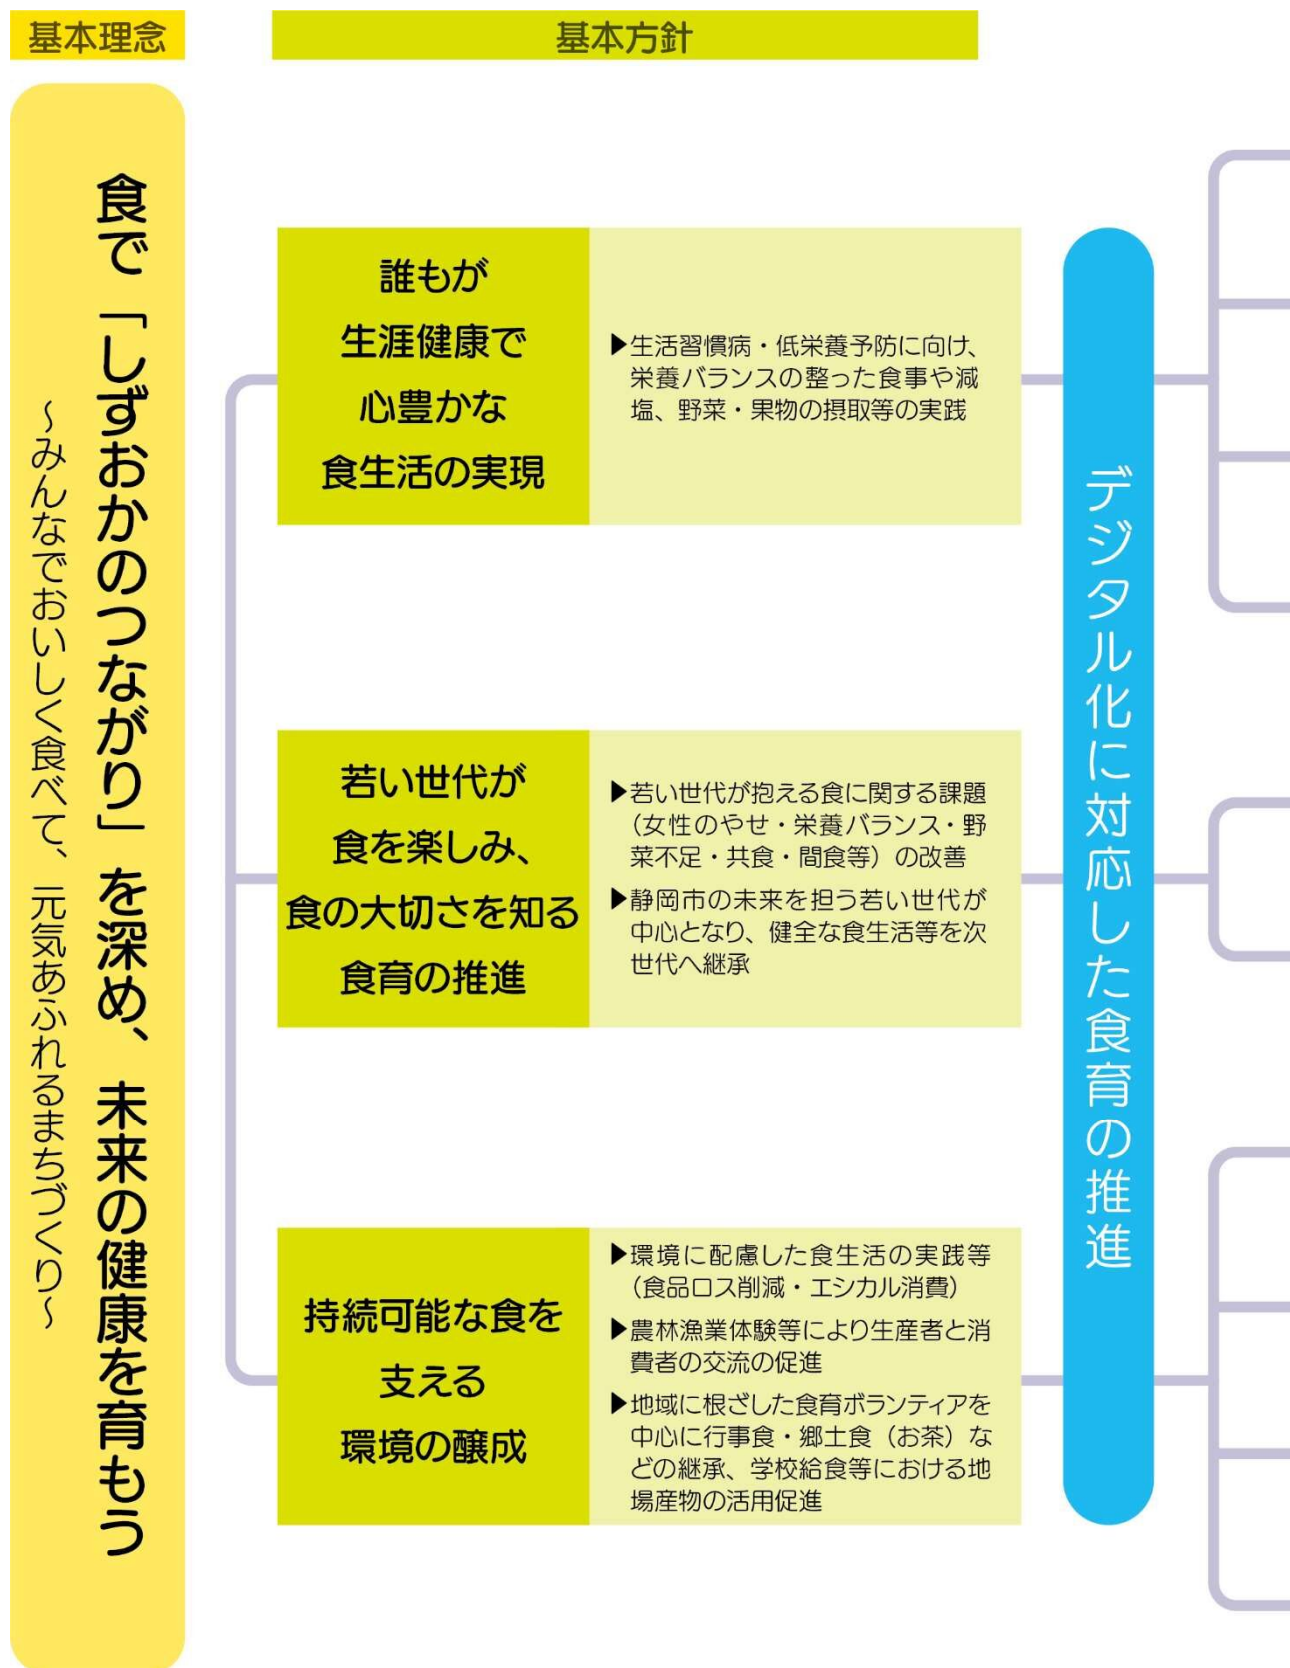 基本理念
基本方針
食で「しずおかのつながり」を深め、未来の健康を育もう
~みんなでおいしく食べて、元気あふれるまちづくり~
誰もが
生涯健康で
心豊かな
食生活の実現
▶生活習慣病・低栄養予防に向け、
栄養バランスの整った食事や減
塩、野菜・果物の摂取等の実践
若い世代が
食を楽しみ、
食の大切さを知る
食育の推進
▶若い世代が抱える食に関する課題
(女性のやせ・栄養バランス・野
菜不足・共食・間食等)の改善
▶静岡市の未来を担う若い世代が
中心となり、健全な食生活等を次
世代へ継承
持続可能な食を
支える
環境の醸成
▶環境に配慮した食生活の実践等
(食品ロス削減・エシカル消費)
▶農林漁業体験等により生産者と消
費者の交流の促進
▶地域に根ざした食育ボランティアを
中心に行事食・郷土食(お茶)な
どの継承、学校給食等における地
場産物の活用促進
デジタル化に対応した食育の推進